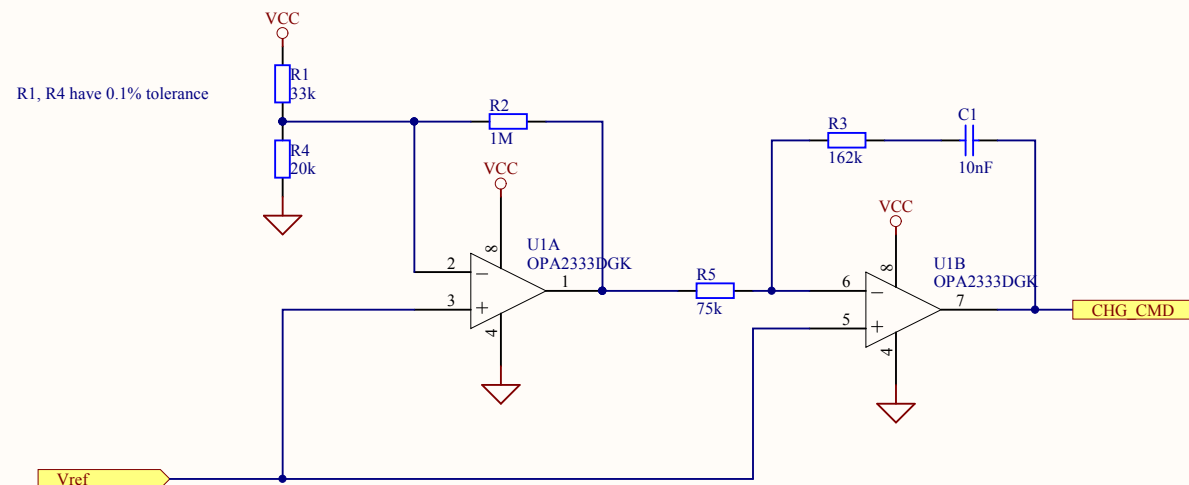 VCC
R1
33k
R1, R4 have 0.1% tolerance
R4
20k
R2
1M
VCC
8
U1A
OPA2333DGK
2
1
3
4
R5
75k
R3
162k
C1
10nF
VCC
8
U1B
OPA2333DGK
6
7
5
4
CHG_CMD
Vref